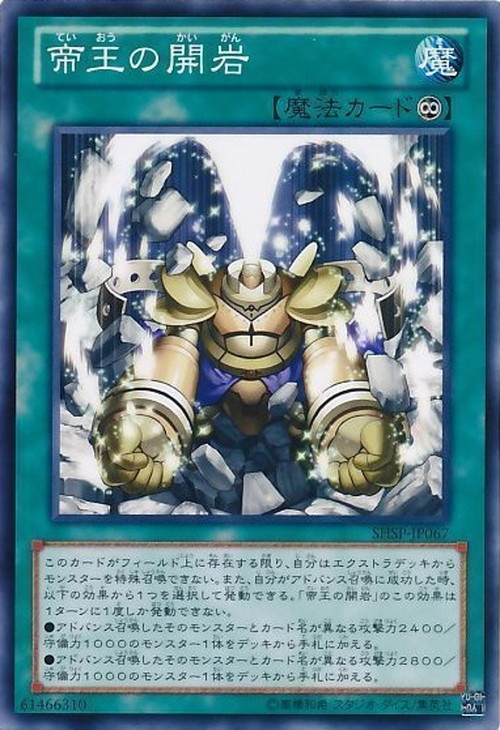 帝王の開岩
てい おう かい がん
魔
【魔法カード】
SHSP-JP067
このカードがフィールド上に存在する限り、自分はエクストラデッキから
モンスターを特殊召喚できない。また、自分がアドバンス召喚に成功した時、
以下の効果から1つを選択して発動できる。「帝王の開岩」のこの効果は
1ターンに1度しか発動できない。
●アドバンス召喚したそのモンスターとカード名が異なる攻撃力2400/
守備力1000のモンスター1体をデッキから手札に加える。
●アドバンス召喚したそのモンスターとカード名が異なる攻撃力2800/
守備力1000のモンスター1体をデッキから手札に加える。
61466310
©高橋和希 スタジオ・ダイス/集英社